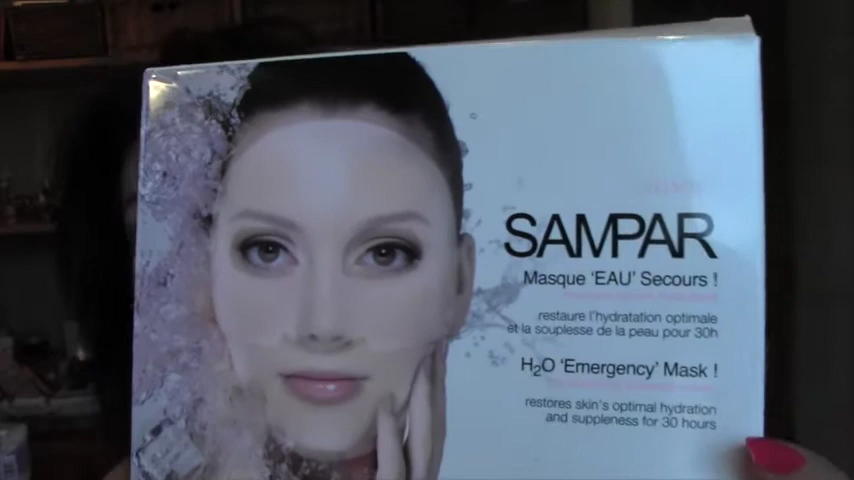 SAMPAR
Masque 'EAU' Secours !
restaure l'hydratation optimale
et la souplesse de la peau pour 30h
H₂O 'Emergency' Mask !
restores skin's optimal hydration
and suppleness for 30 hours